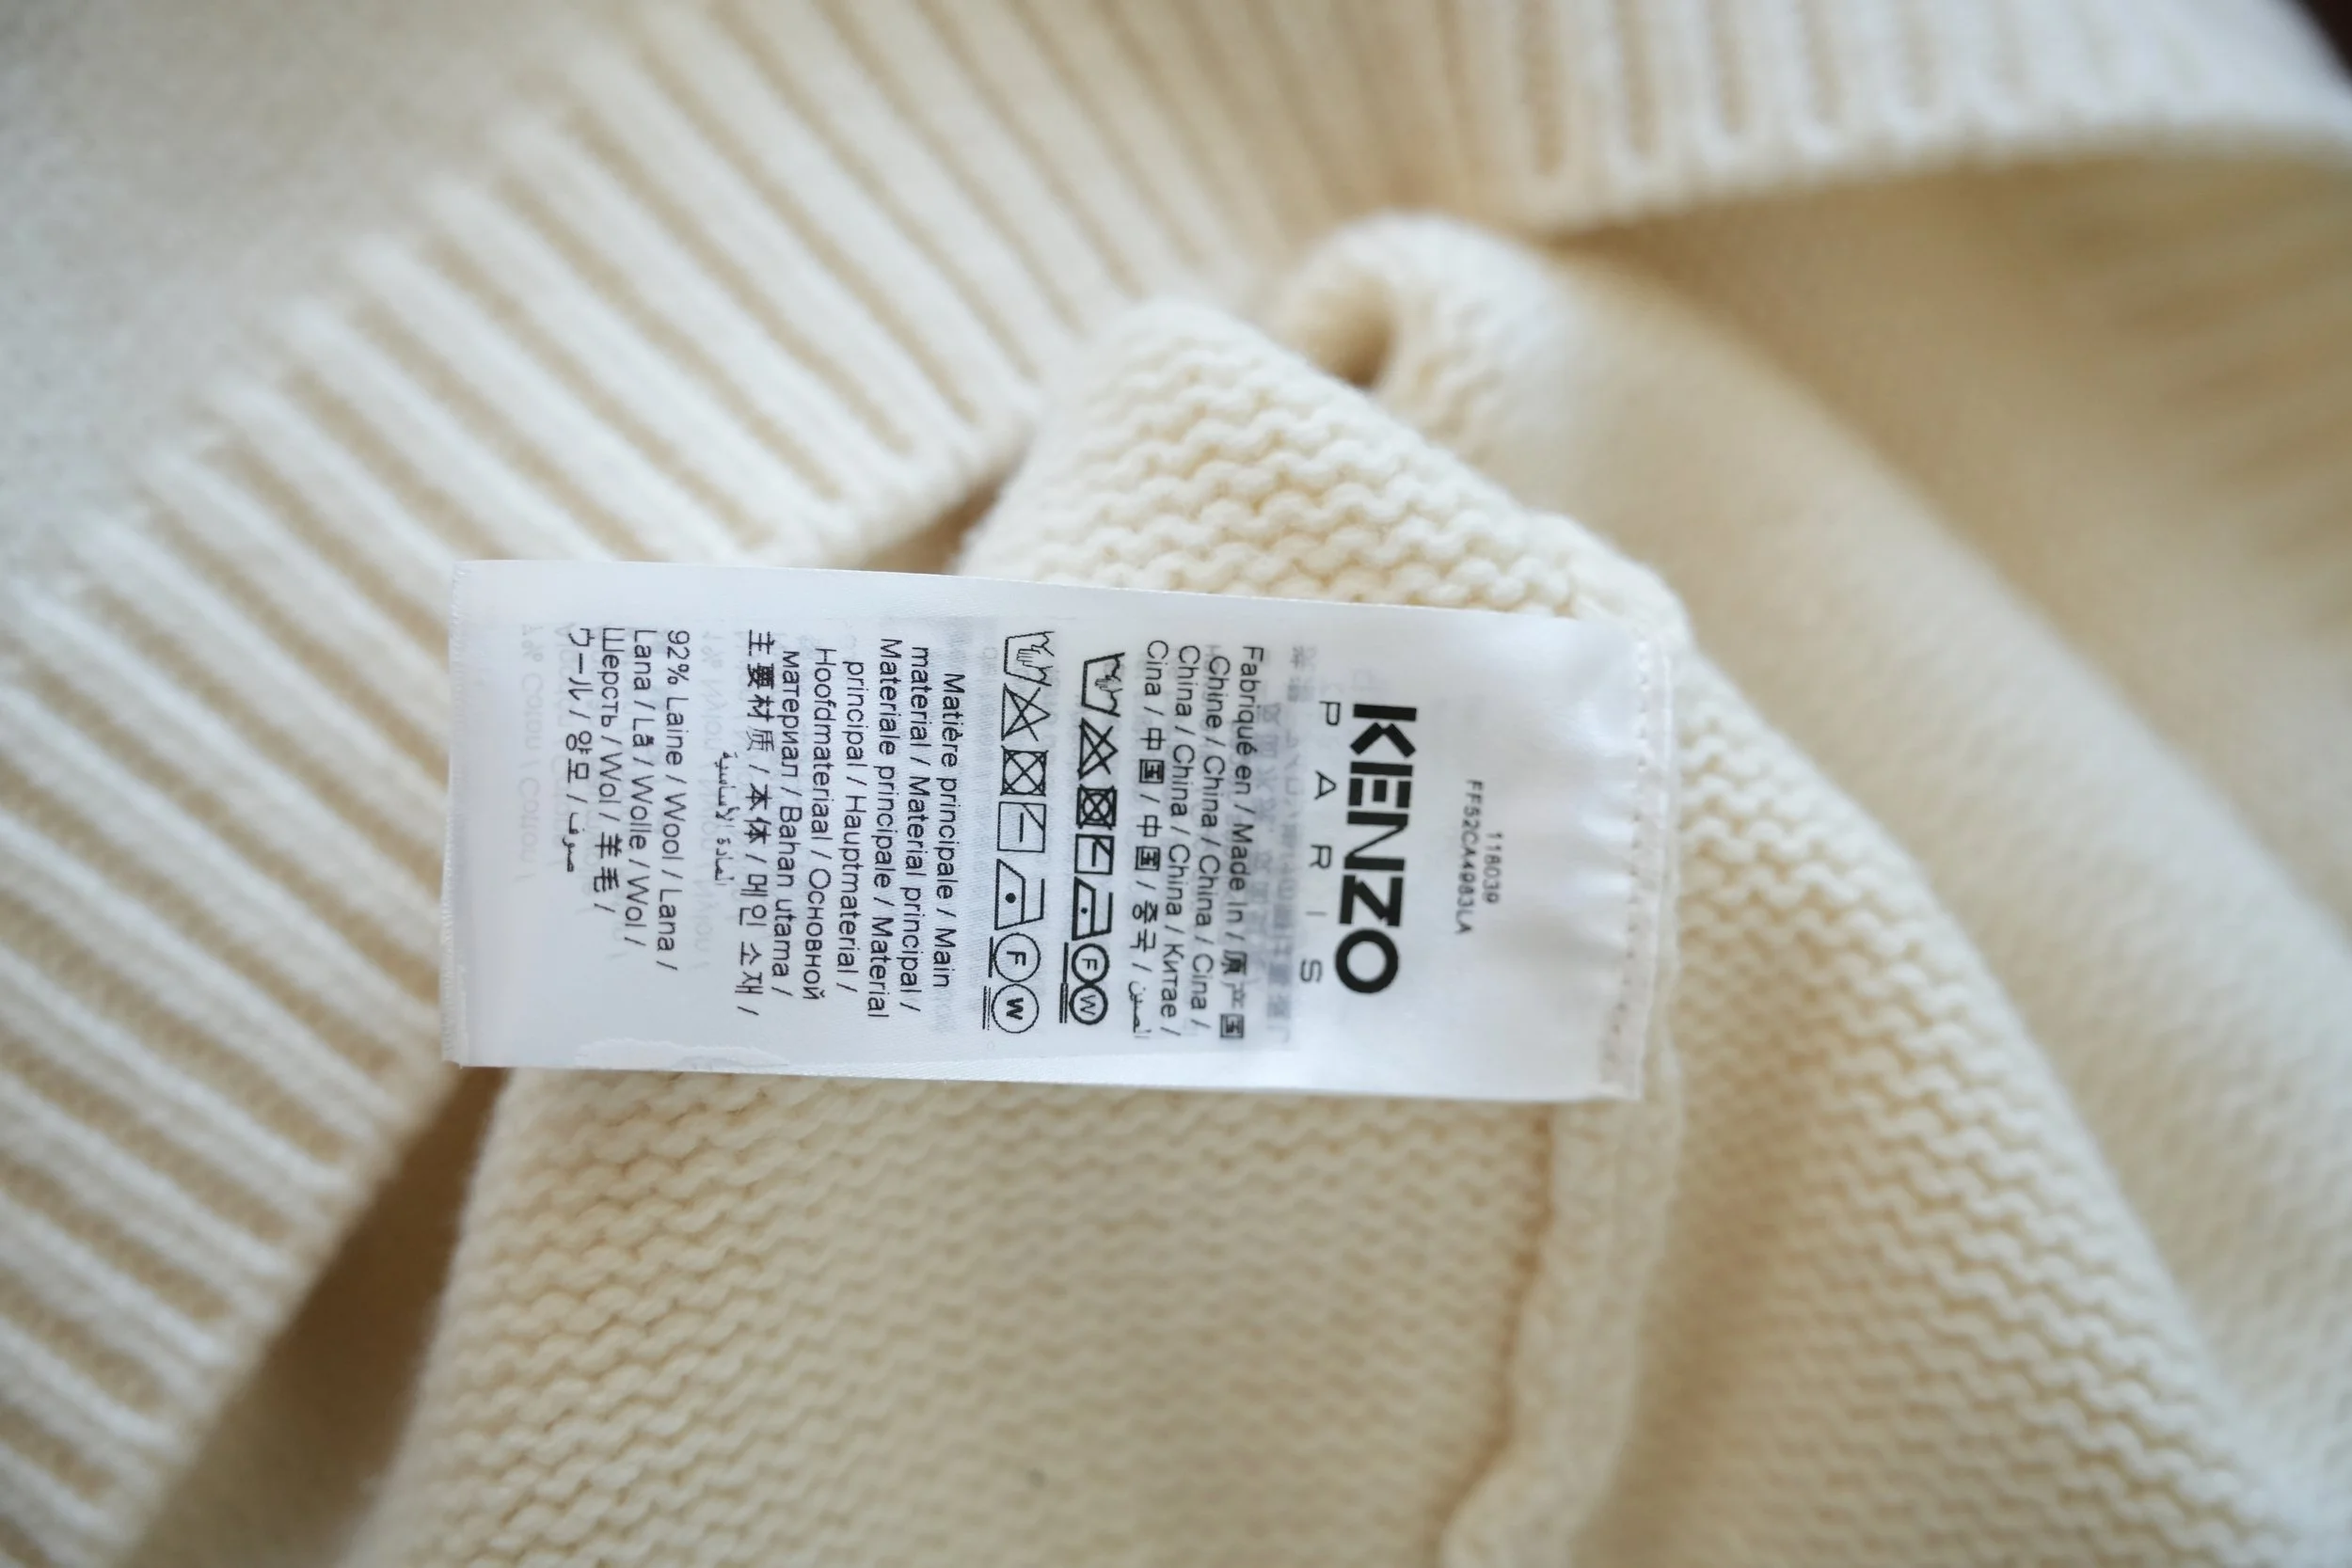 1180039
FF52CA4983LA
KENZO
PARIS
Fabriqué en / Made In / 原产国
Chine / China / China / Cina /
China / China / China / Китае /
Cina / 中国 / 中国 / 중국 / الصين
F W
F W
Matière principale / Main
material / Material principal /
Materiale principale / Material
principal / Hauptmaterial /
Hoofdmateriaal / Основной
материал / Bahan utama /
主要材质 / 本体 / 메인 소재 /
المادة الأساسية
92% Laine / Wool / Lana /
Lana / Lã / Wolle / Wol /
Шерсть / Wol / 羊毛 /
ウール / 양모 / صوف